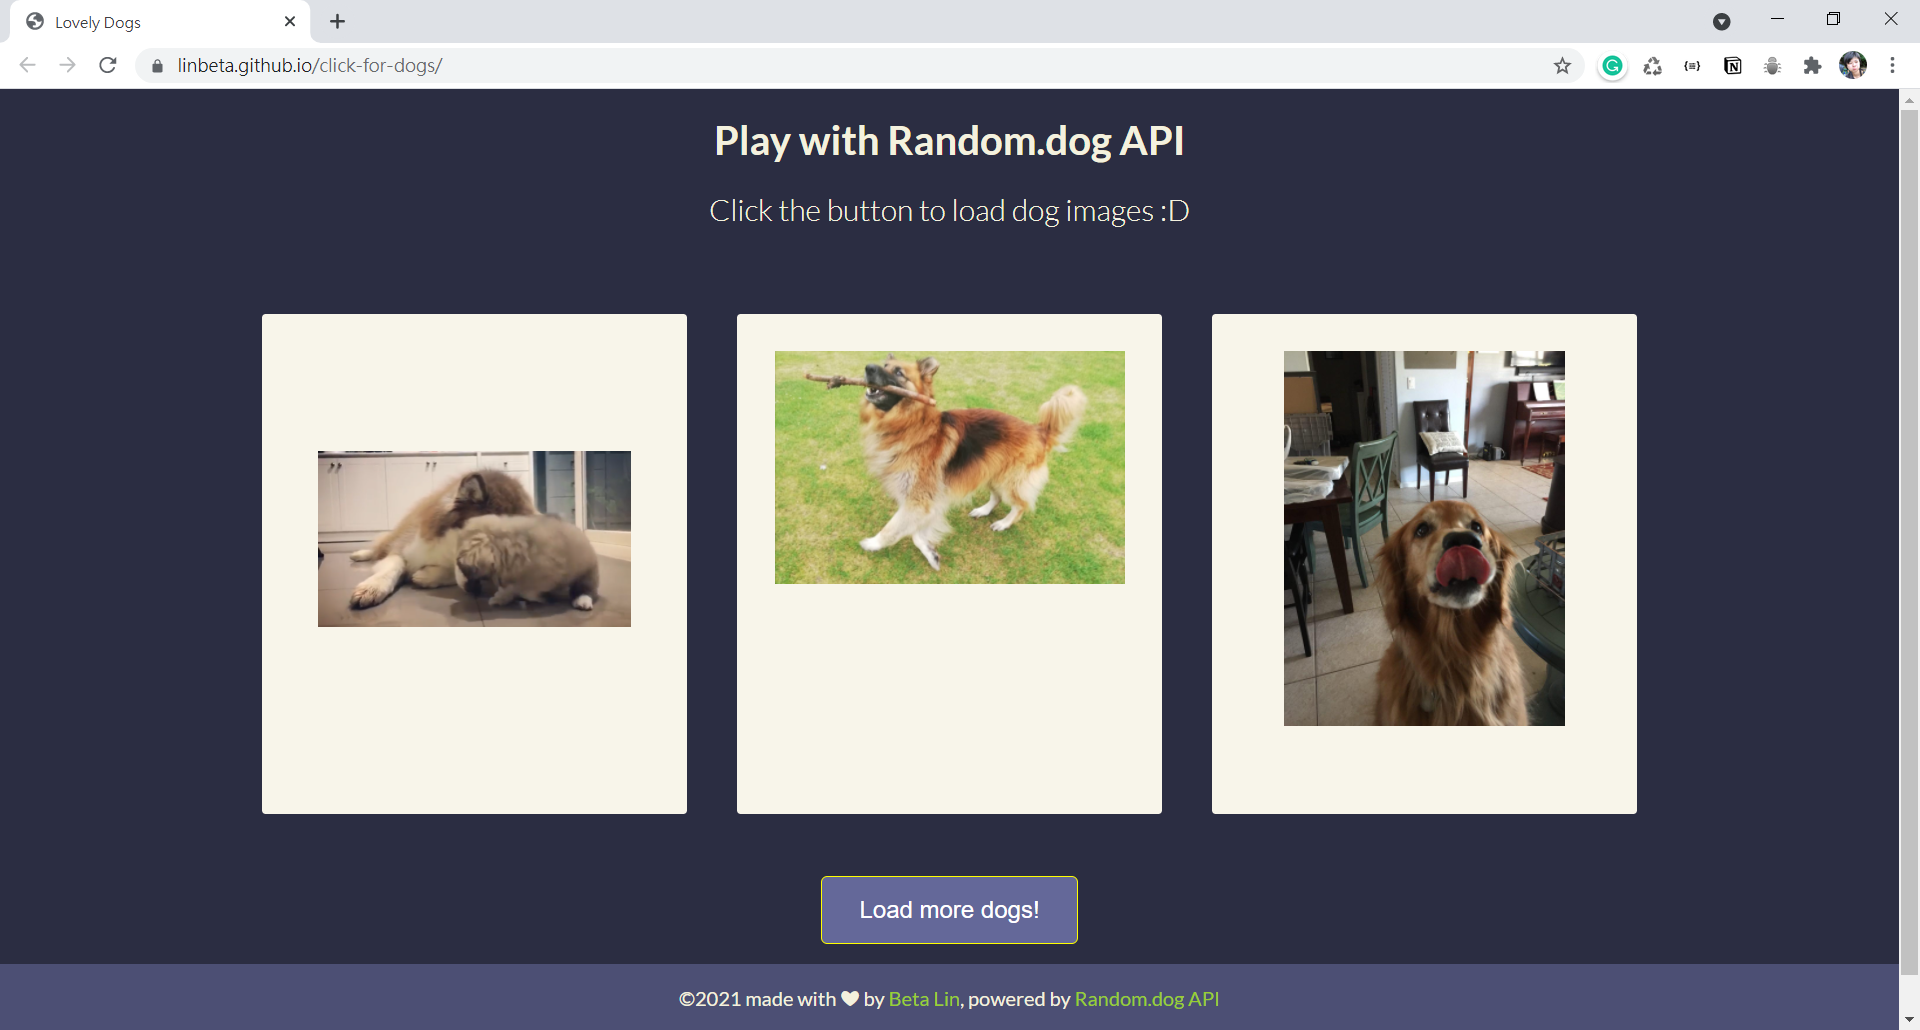 Lovely Dogs
linbeta.github.io/click-for-dogs/
Play with Random.dog API
Click the button to load dog images :D
Load more dogs!
©2021 made with ♥ by Beta Lin, powered by Random.dog API